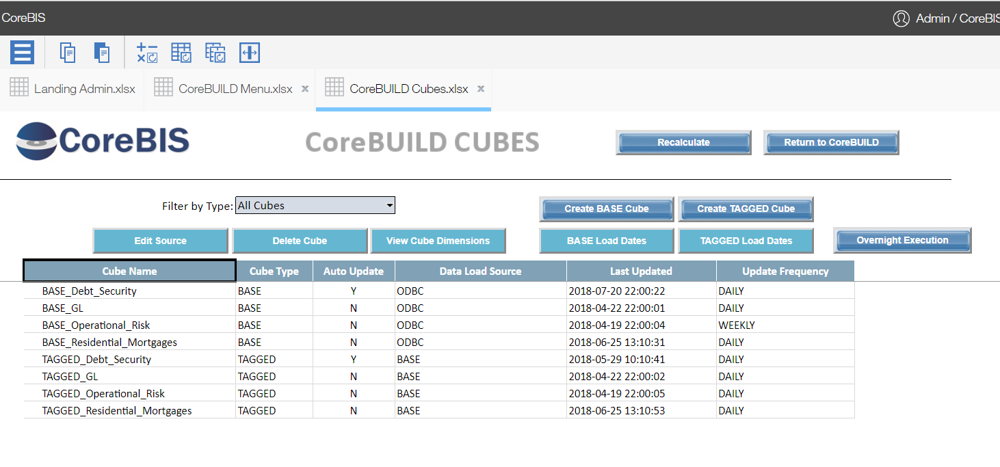 CoreBIS Admin / CoreBIS
Landing Admin.xlsx CoreBUILD Menu.xlsx x CoreBUILD Cubes.xlsx x
CoreBIS CoreBUILD CUBES Recalculate Return to CoreBUILD
Filter by Type: All Cubes Create BASE Cube Create TAGGED Cube
Edit Source Delete Cube View Cube Dimensions BASE Load Dates TAGGED Load Dates Overnight Execution
Cube Name Cube Type Auto Update Data Load Source Last Updated Update Frequency
BASE_Debt_Security BASE Y ODBC 2018-07-20 22:00:22 DAILY
BASE_GL BASE N ODBC 2018-04-22 22:00:01 DAILY
BASE_Operational_Risk BASE N ODBC 2018-04-19 22:00:04 WEEKLY
BASE_Residential_Mortgages BASE N ODBC 2018-06-25 13:10:31 DAILY
TAGGED_Debt_Security TAGGED Y BASE 2018-05-29 10:10:41 DAILY
TAGGED_GL TAGGED N BASE 2018-04-22 22:00:02 DAILY
TAGGED_Operational_Risk TAGGED N BASE 2018-04-19 22:00:05 DAILY
TAGGED_Residential_Mortgages TAGGED N BASE 2018-06-25 13:10:53 DAILY